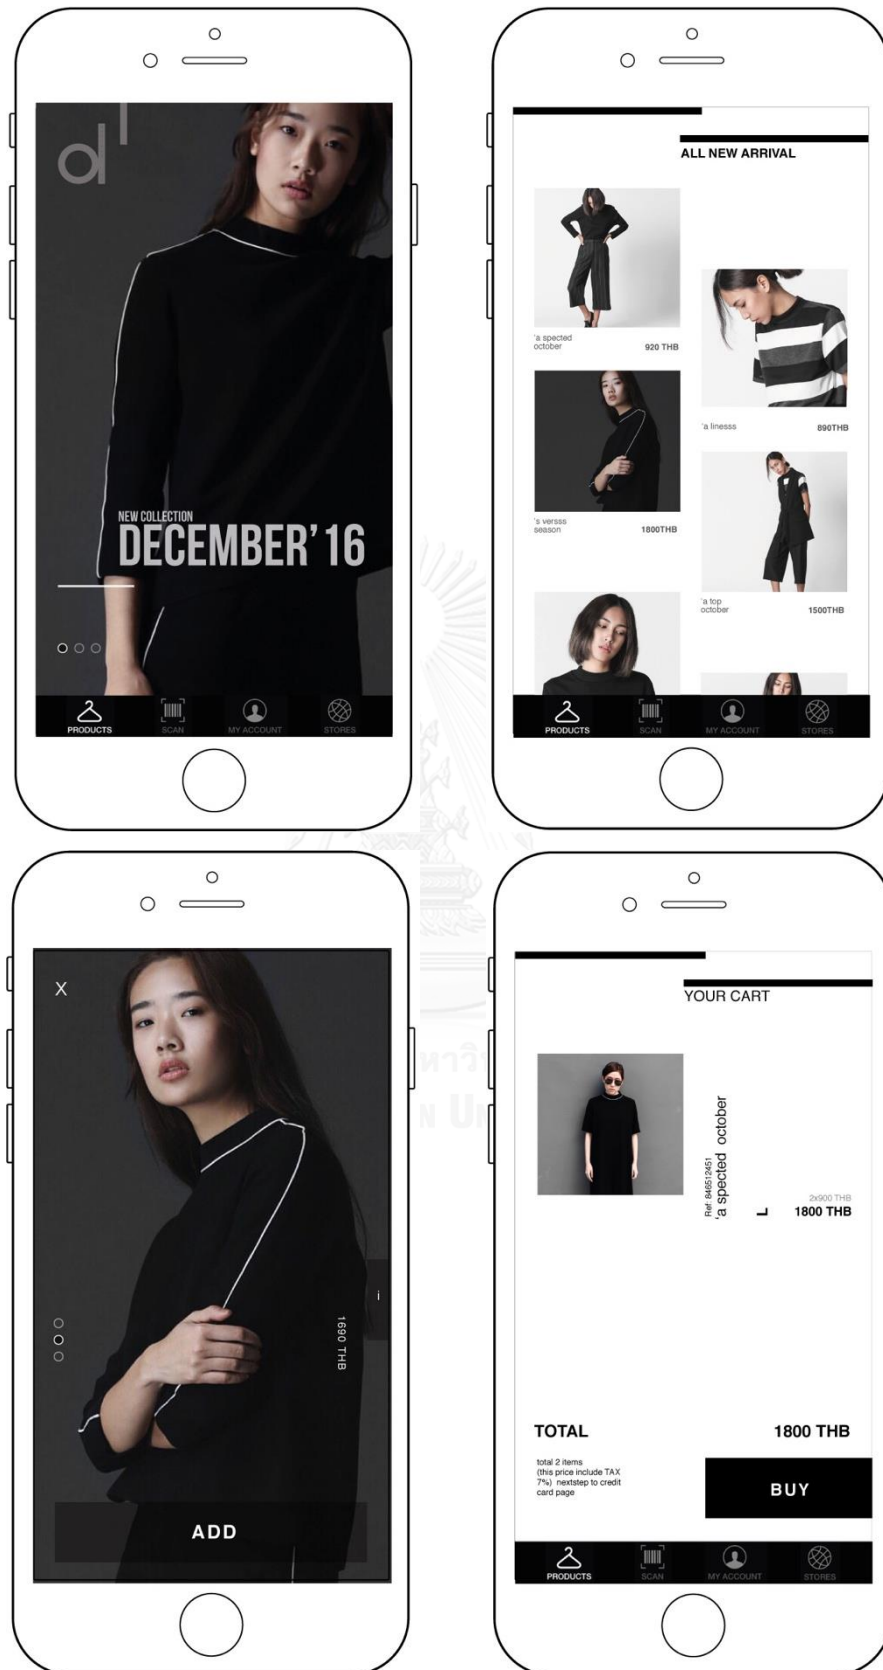 d|
NEW COLLECTION
DECEMBER'16
PRODUCTS
SCAN
MY ACCOUNT
STORES
ALL NEW ARRIVAL
'a spected
october
920 THB
'a linesss
890THB
's versss
season
1800THB
'a top
october
1500THB
PRODUCTS
SCAN
MY ACCOUNT
STORES
X
i
1690 THB
ADD
YOUR CART
Ref: 846512451
'a spected october
L
2x900 THB
1800 THB
TOTAL
1800 THB
total 2 items
(this price include TAX
7%) nextstep to credit
card page
BUY
PRODUCTS
SCAN
MY ACCOUNT
STORES